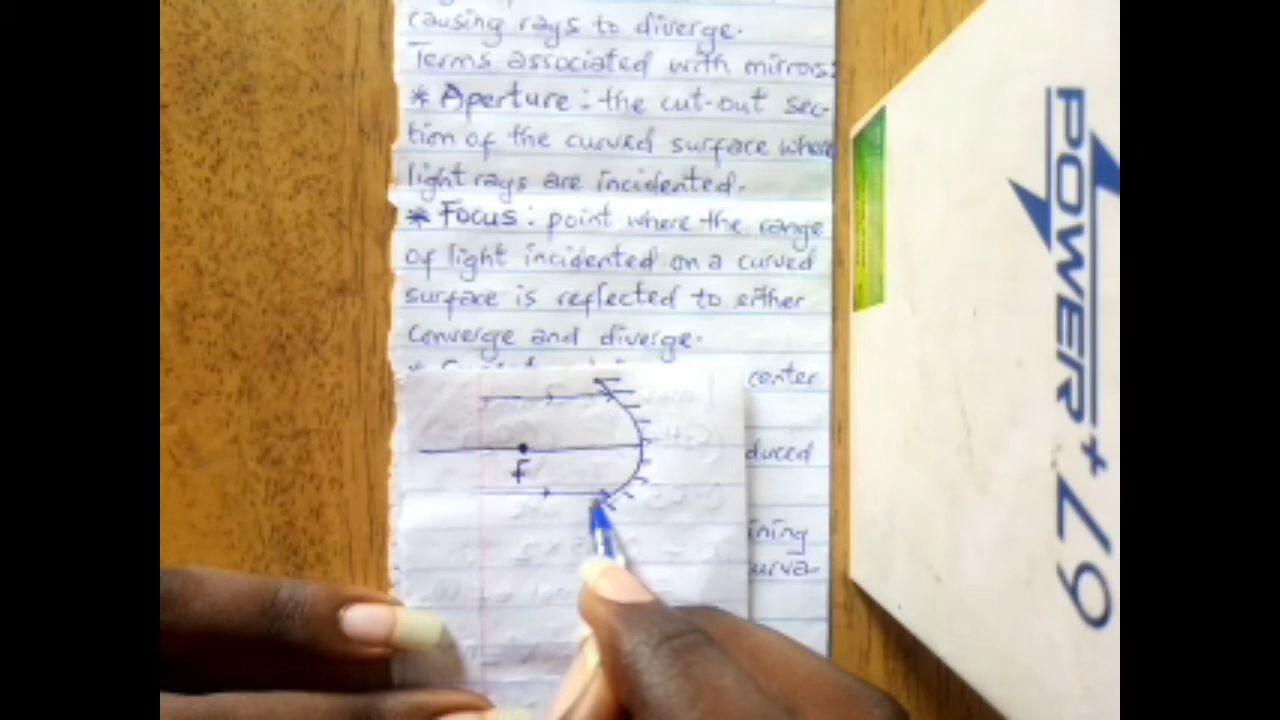 causing rays to diverge.
Terms associated with mirrors:
* Aperture: the cut-out sec-
tion of the curved surface where
light rays are incidented.
* Focus: point where the range
of light incidented on a curved
surface is reflected to either
converge and diverge.
center
duced
ining
urva-
F
POWER+ L9